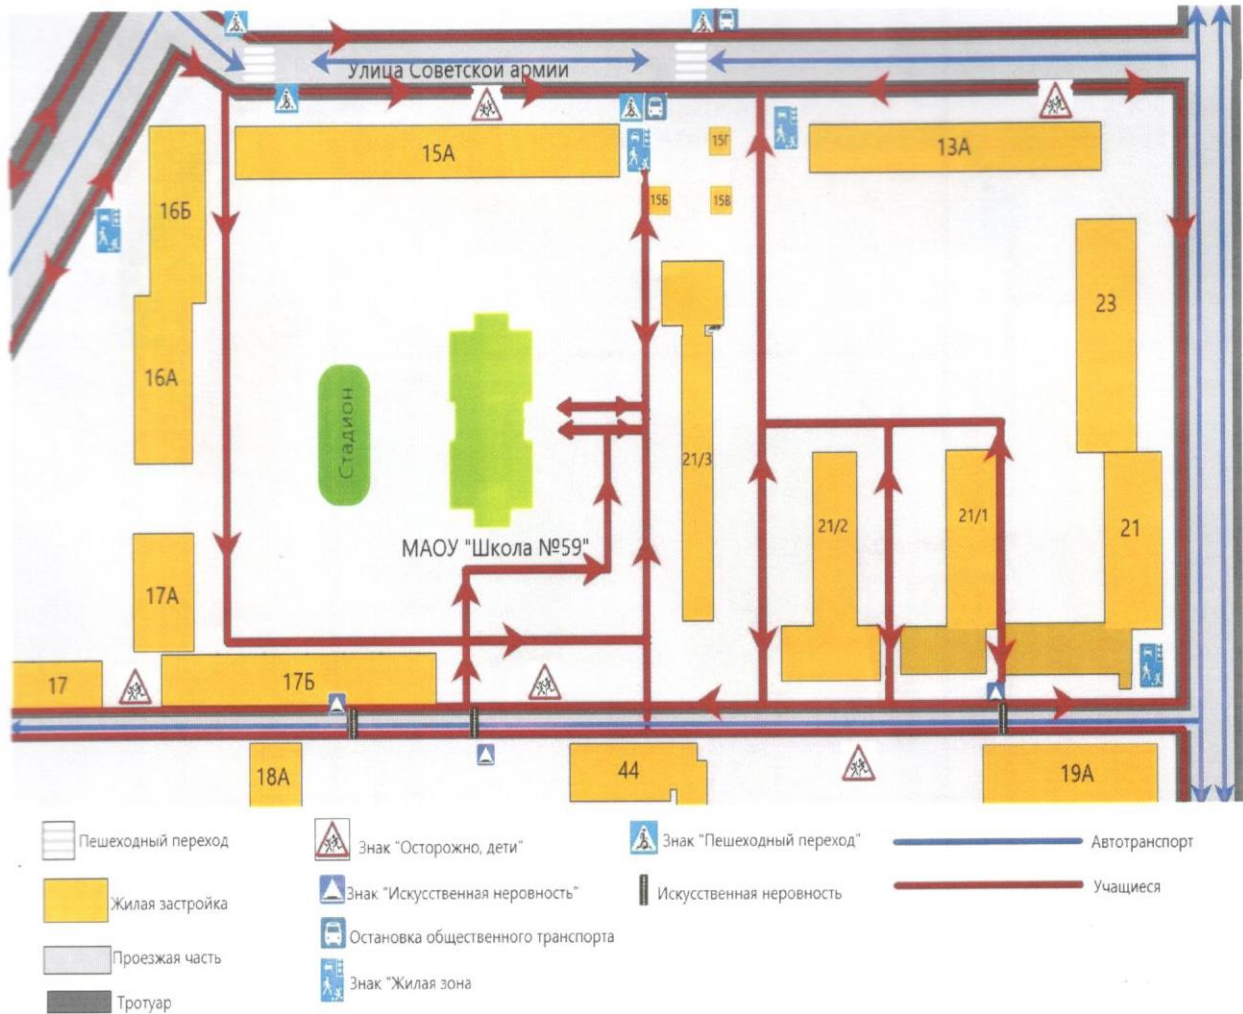 Улица Советской армии
15А
15Г
13А
16Б
15Б
15В
23
16А
Стадион
21/3
21/2
21/1
21
МАОУ "Школа №59"
17А
17
17Б
18А
44
19А
Пешеходный переход
Знак "Осторожно, дети"
Знак "Пешеходный переход"
Автотранспорт
Жилая застройка
Знак "Искусственная неровность"
Искусственная неровность
Учащиеся
Остановка общественного транспорта
Проезжая часть
Знак "Жилая зона
Тротуар